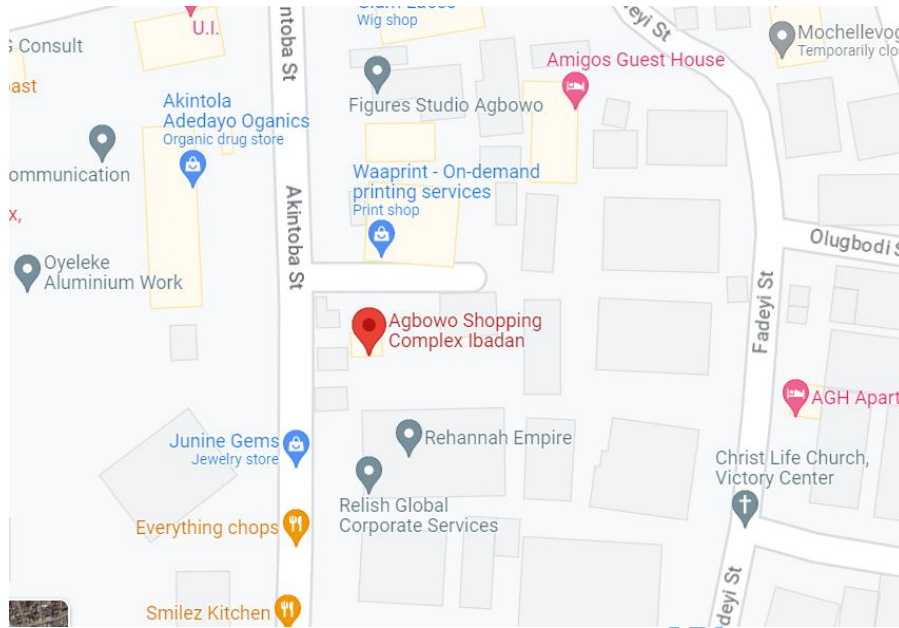 Wig shop
U.I.
Consult
Mochellevog
Temporarily clo
Amigos Guest House
Figures Studio Agbowo
Akintola
Adedayo Oganics
Organic drug store
ommunication
Waaprint - On-demand
printing services
Print shop
Akintoba St
Olugbodi S
Oyeleke
Aluminium Work
Fadeyi St
Agbowo Shopping
Complex Ibadan
AGH Apart
Junine Gems
Jewelry store
Rehannah Empire
Christ Life Church,
Victory Center
Relish Global
Corporate Services
Everything chops
Smilez Kitchen